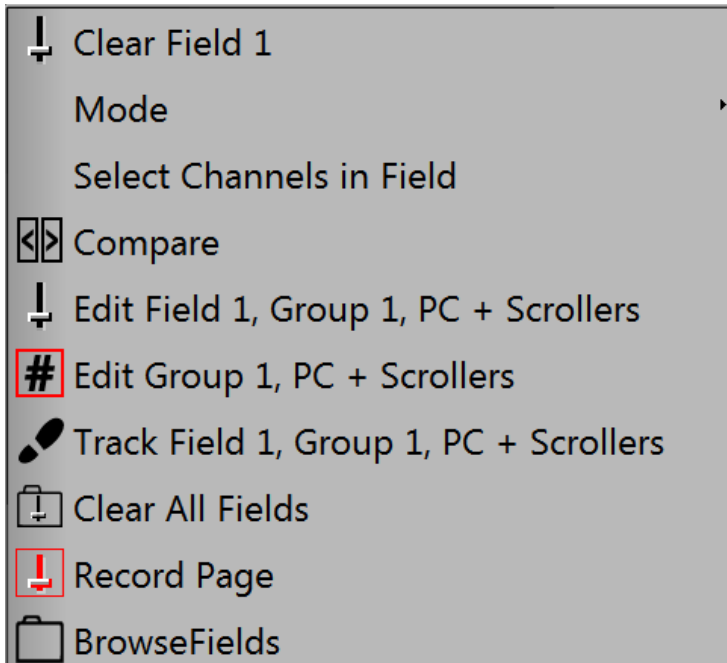 Clear Field 1
Mode
Select Channels in Field
Compare
Edit Field 1, Group 1, PC + Scrollers
# Edit Group 1, PC + Scrollers
Track Field 1, Group 1, PC + Scrollers
Clear All Fields
Record Page
BrowseFields